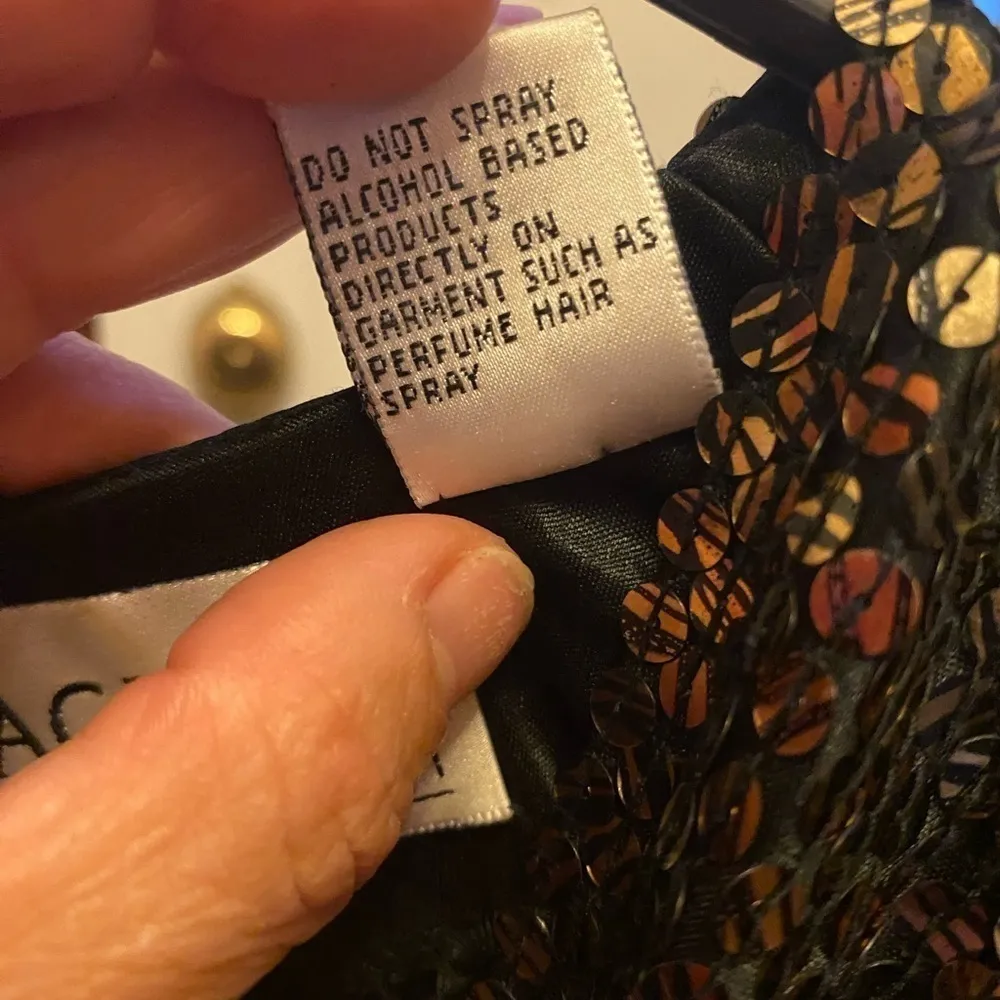 DO NOT SPRAY
ALCOHOL BASED
PRODUCTS
DIRECTLY ON
GARMENT SUCH AS
PERFUME HAIR
SPRAY